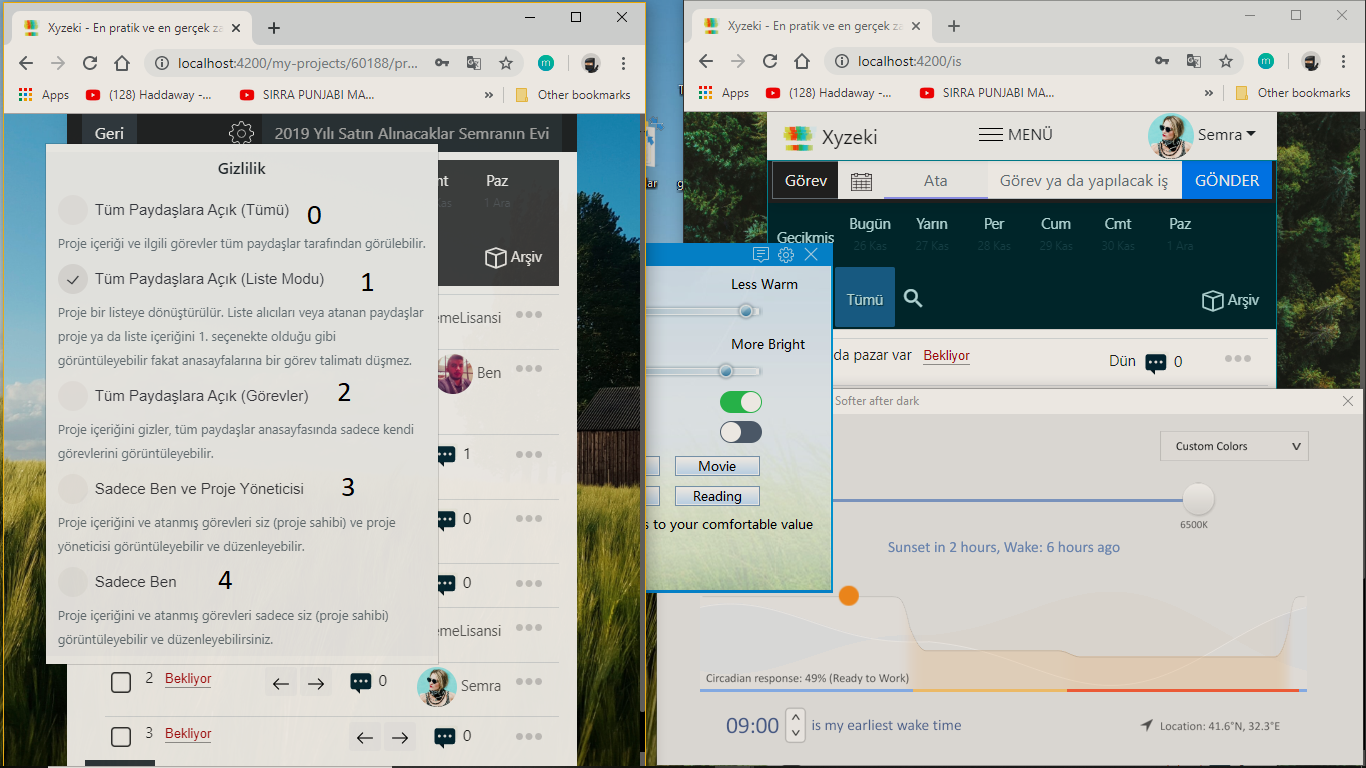 Xyzeki - En pratik ve en gerçek za
localhost:4200/my-projects/60188/pr...
Apps
(128) Haddaway -...
SIRRA PUNJABI MA...
»
Other bookmarks
Geri
2019 Yılı Satın Alınacaklar Semranın Evi
Gizlilik
Tüm Paydaşlara Açık (Tümü) 0
Proje içeriği ve ilgili görevler tüm paydaşlar tarafından görülebilir.
Tüm Paydaşlara Açık (Liste Modu) 1
Proje bir listeye dönüştürülür. Liste alıcıları veya atanan paydaşlar
proje ya da liste içeriğini 1. seçenekte olduğu gibi
görüntüleyebilir fakat anasayfalarına bir görev talimatı düşmez.
Tüm Paydaşlara Açık (Görevler) 2
Proje içeriğini gizler, tüm paydaşlar anasayfasında sadece kendi
görevlerini görüntüleyebilir.
Sadece Ben ve Proje Yöneticisi 3
Proje içeriğini ve atanmış görevleri siz (proje sahibi) ve proje
yöneticisi görüntüleyebilir ve düzenleyebilir.
Sadece Ben 4
Proje içeriğini ve atanmış görevleri sadece siz (proje sahibi)
görüntüleyebilir ve düzenleyebilirsiniz.
nt
Paz
Kas
1 Ara
Arşiv
emeLisansi
Ben
1
0
0
emeLisansi
2 Bekliyor 0 Semra
3 Bekliyor 0
Xyzeki - En pratik ve en gerçek za
localhost:4200/is
Apps
(128) Haddaway -...
SIRRA PUNJABI MA...
»
Other bookmarks
Xyzeki
MENÜ
Semra
Görev
Ata
Görev ya da yapılacak iş
GÖNDER
Gecikmiş
Bugün
Yarın
Per
Cum
Cmt
Paz
26 Kas
27 Kas
28 Kas
29 Kas
30 Kas
1 Ara
Tümü
Arşiv
da pazar var Bekliyor
Dün
0
Less Warm
More Bright
Movie
Reading
s to your comfortable value
Softer after dark
Custom Colors
6500K
Sunset in 2 hours, Wake: 6 hours ago
Circadian response: 49% (Ready to Work)
09:00 is my earliest wake time
Location: 41.6°N, 32.3°E